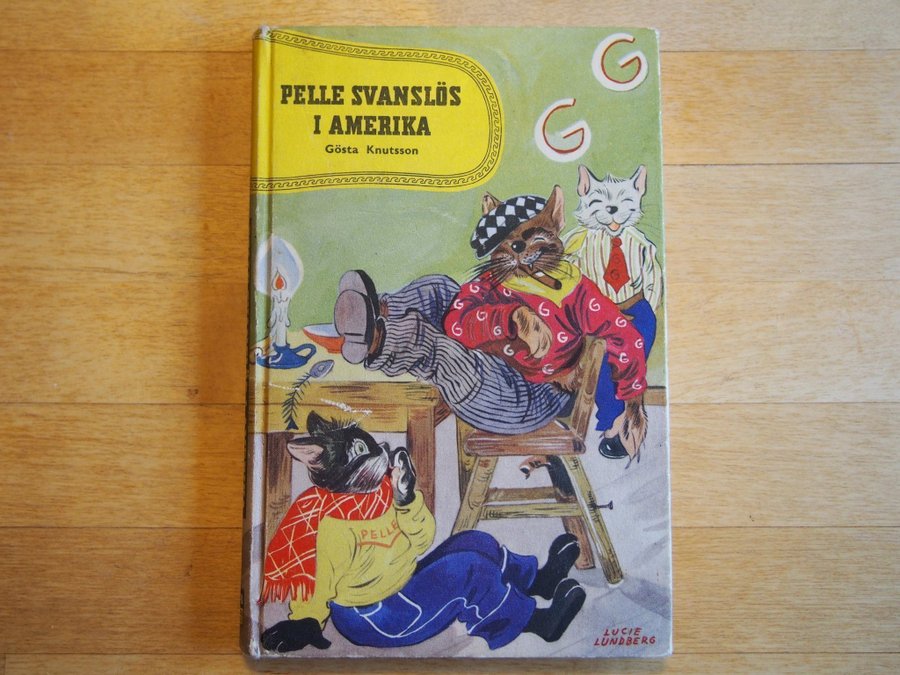 PELLE SVANSLÖS
I AMERIKA
Gösta Knutsson
G
G
G
PELLE
LUCIE
LUNDBERG